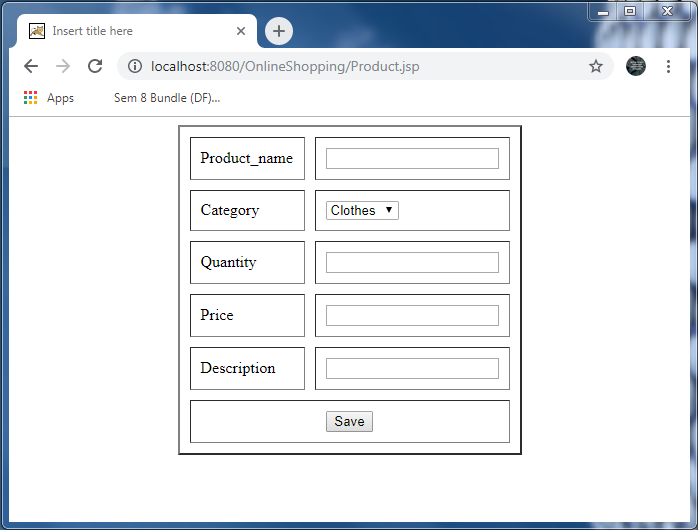 Insert title here
localhost:8080/OnlineShopping/Product.jsp
Apps Sem 8 Bundle (DF)...
Product_name
Category Clothes
Quantity
Price
Description
Save